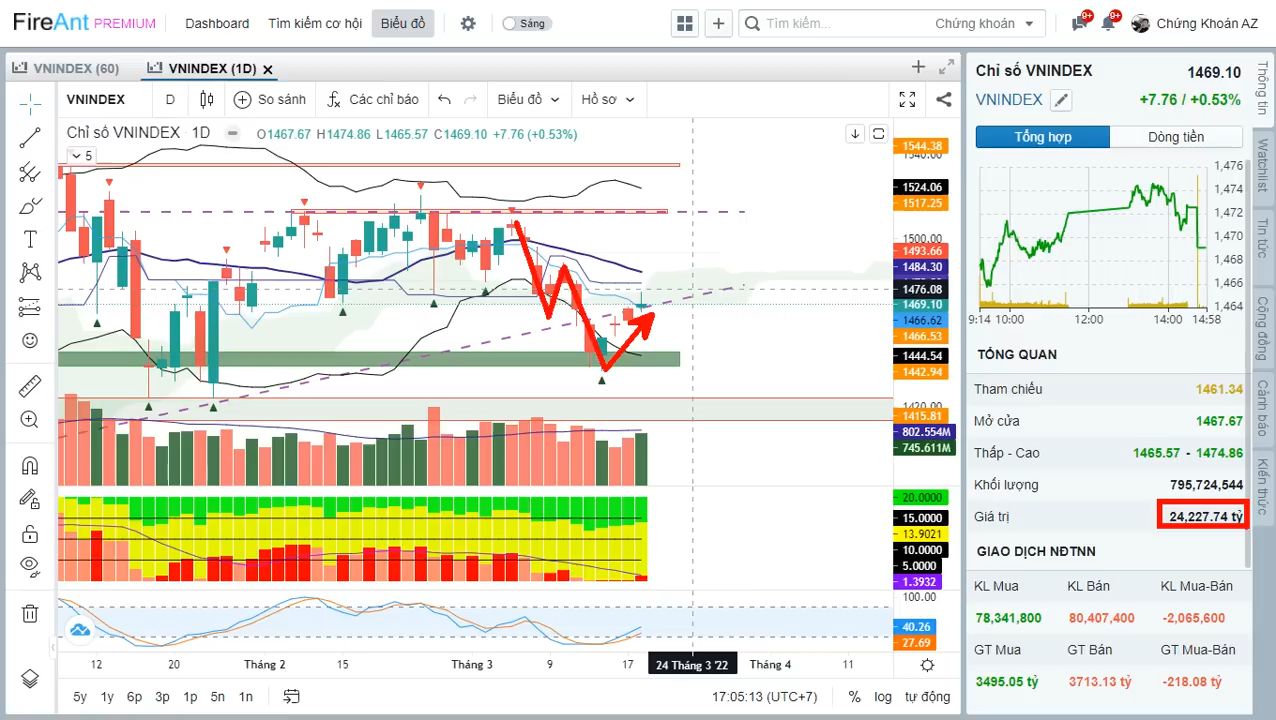 FireAnt PREMIUM
Dashboard
Tìm kiếm cơ hội
Biểu đồ
Sáng
Tìm kiếm.
Chứng khoán
9+
9+
Chứng Khoán AZ
VNINDEX (60)
VNINDEX (1D)
VNINDEX
D
So sánh
Các chỉ báo
Biểu đồ
Hồ sơ
Chỉ số VNINDEX · 1D
O1467.67 H1474.86 L1465.57 C1469.10 +7.76 (+0.53%)
5
1544.38
1540.00
1524.06
1517.25
1500.00
1493.66
1484.30
1476.08
1469.10
1466.62
1466.53
1444.54
1442.94
1420.00
1415.81
802.554M
745.611M
20.0000
15.0000
13.9021
10.0000
5.0000
1.3932
100.00
40.26
27.69
12
20
Tháng 2
15
Tháng 3
9
17
24 Tháng 3 '22
Tháng 4
11
5y
1y
6p
3p
1p
5n
1n
17:05:13 (UTC+7)
%
log
tự động
Chỉ số VNINDEX
1469.10
VNINDEX
+7.76 / +0.53%
Tổng hợp
Dòng tiền
1,476
1,474
1,472
1,470
1,468
1,466
1,464
9:14 10:00 12:00 14:00 14:58
TỔNG QUAN
Tham chiếu 1461.34
Mở cửa 1467.67
Thấp - Cao 1465.57 - 1474.86
Khối lượng 795,724,544
Giá trị 24,227.74 tỷ
GIAO DỊCH NĐTNN
KL Mua KL Bán KL Mua-Bán
78,341,800 80,407,400 -2,065,600
GT Mua GT Bán GT Mua-Bán
3495.05 tỷ 3713.13 tỷ -218.08 tỷ
Thông tin
Watchlist
Tin tức
Cộng đồng
Cảnh báo
Kiến thức